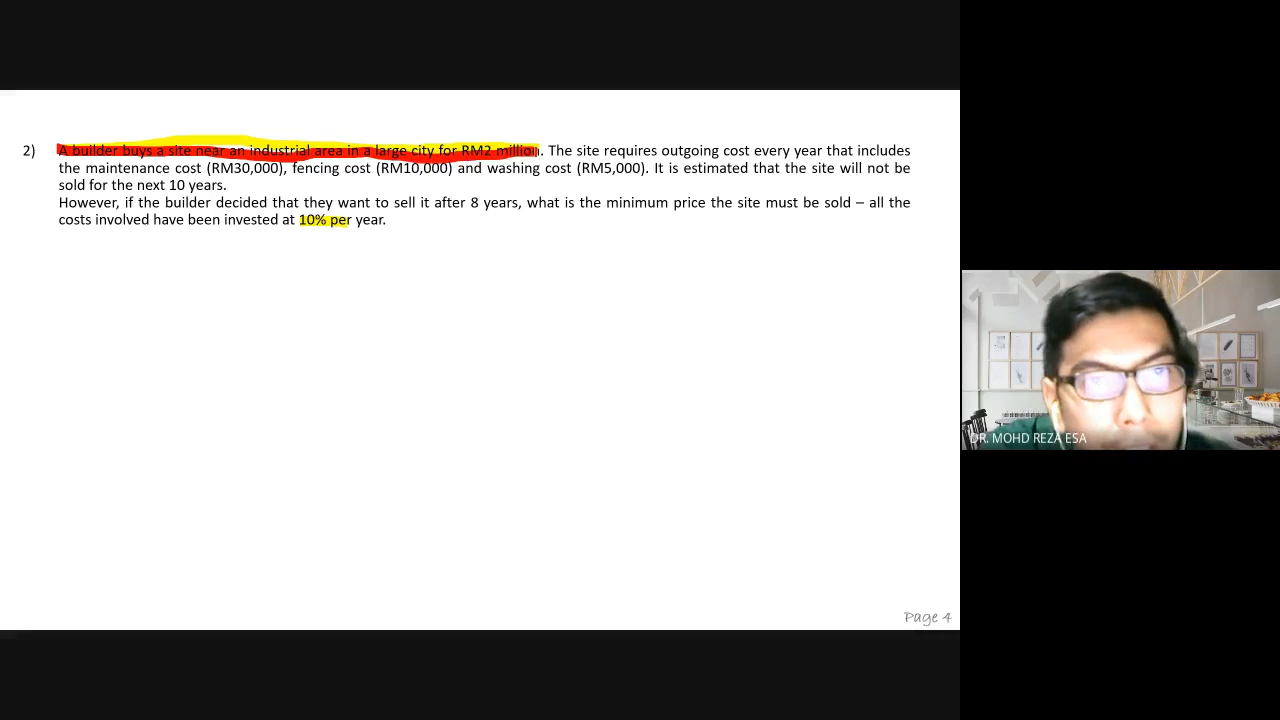 2) A builder buys a site near an industrial area in a large city for RM2 million. The site requires outgoing cost every year that includes
the maintenance cost (RM30,000), fencing cost (RM10,000) and washing cost (RM5,000). It is estimated that the site will not be
sold for the next 10 years.
However, if the builder decided that they want to sell it after 8 years, what is the minimum price the site must be sold – all the
costs involved have been invested at 10% per year.
DR. MOHD REZA ESA
Page 4